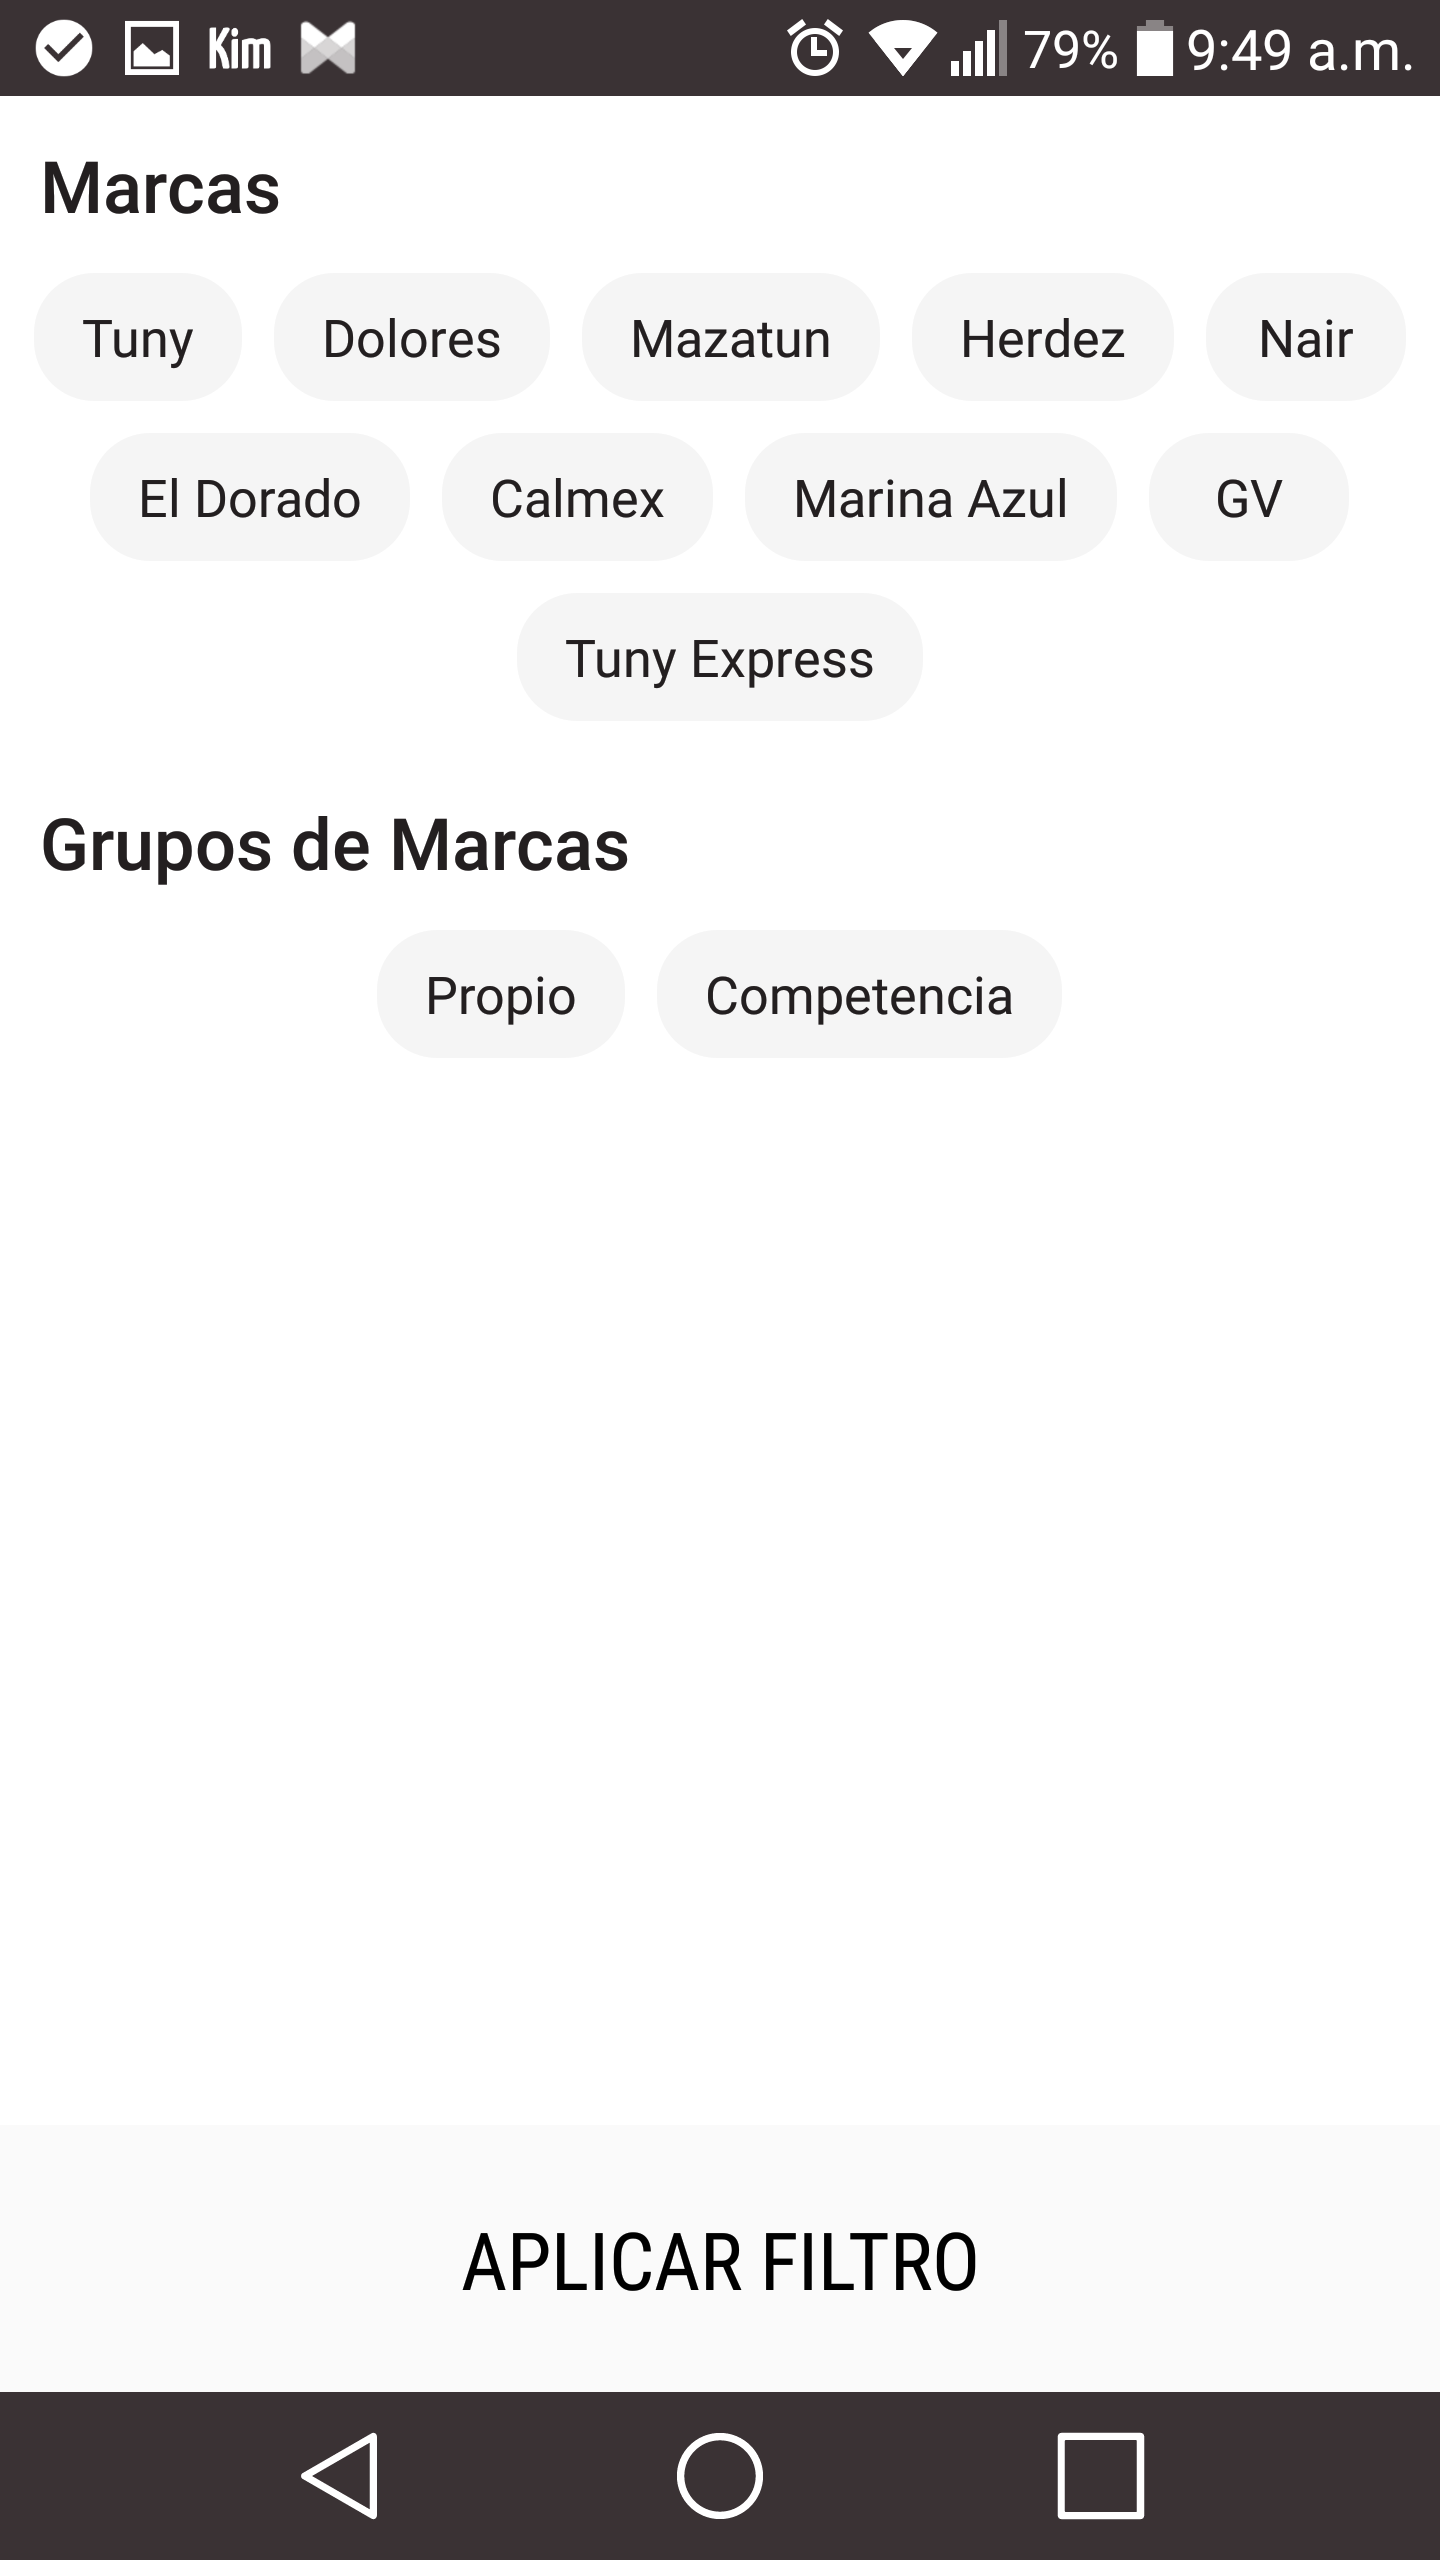 Kim 79% 9:49 a.m.
Marcas
Tuny Dolores Mazatun Herdez Nair
El Dorado Calmex Marina Azul GV
Tuny Express
Grupos de Marcas
Propio Competencia
APLICAR FILTRO